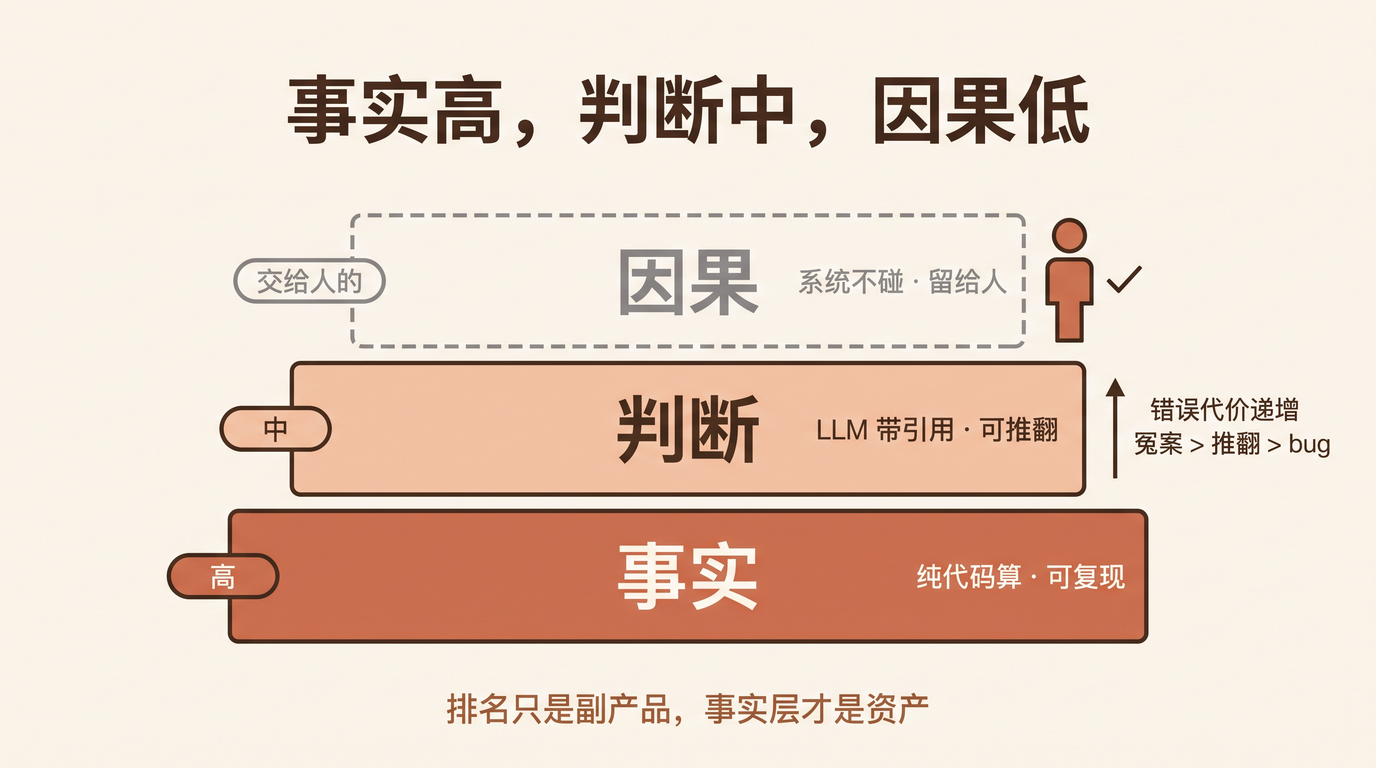 事实高，判断中，因果低
交给人的
因果
系统不碰 · 留给人
中
判断
LLM 带引用 · 可推翻
错误代价递增
冤案 > 推翻 > bug
高
事实
纯代码算 · 可复现
排名只是副产品，事实层才是资产